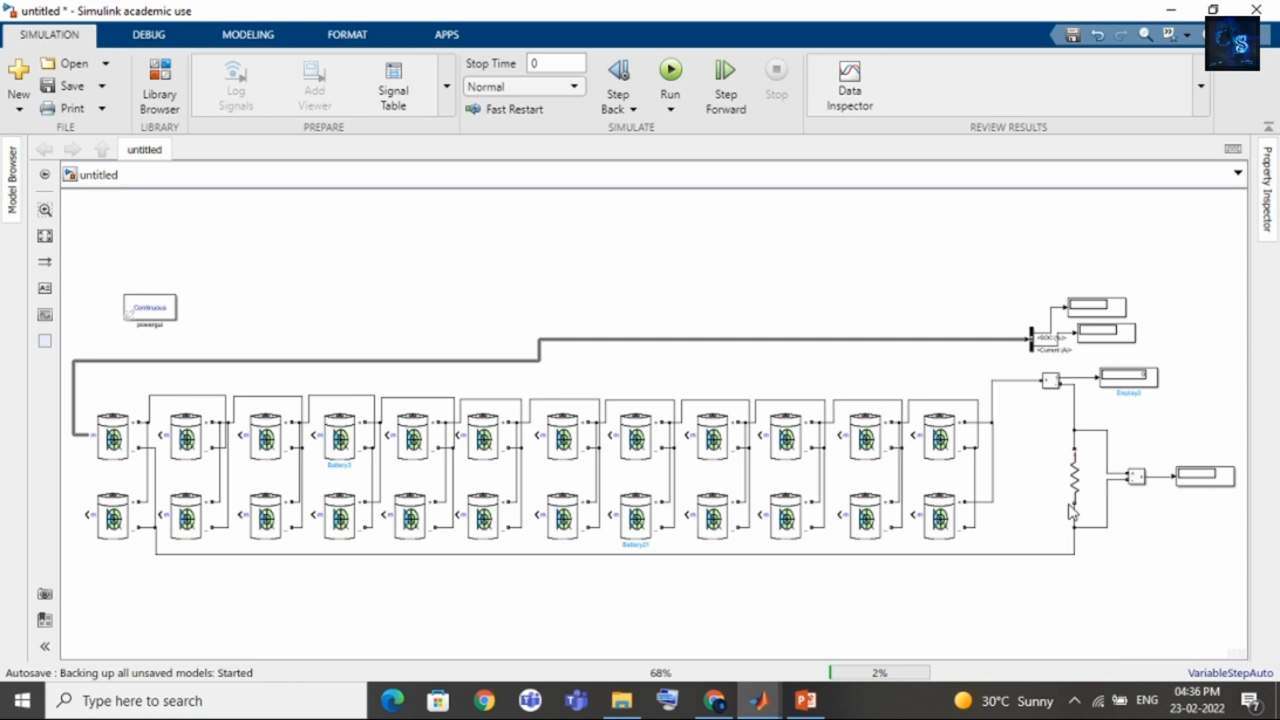 untitled * - Simulink academic use
SIMULATION
DEBUG
MODELING
FORMAT
APPS
New
Open
Save
Print
FILE
Library
Browser
LIBRARY
Log
Signals
Add
Viewer
Signal
Table
PREPARE
Stop Time 0
Normal
Fast Restart
Step
Back
Run
Step
Forward
Stop
SIMULATE
Data
Inspector
REVIEW RESULTS
untitled
untitled
Model Browser
Property Inspector
Continuous
powergui
<SOC (%)>
<Current (A)>
Display2
Battery3
Battery21
Autosave : Backing up all unsaved models: Started
68%
2%
VariableStepAuto
Type here to search
30°C Sunny
ENG
04:36 PM
23-02-2022